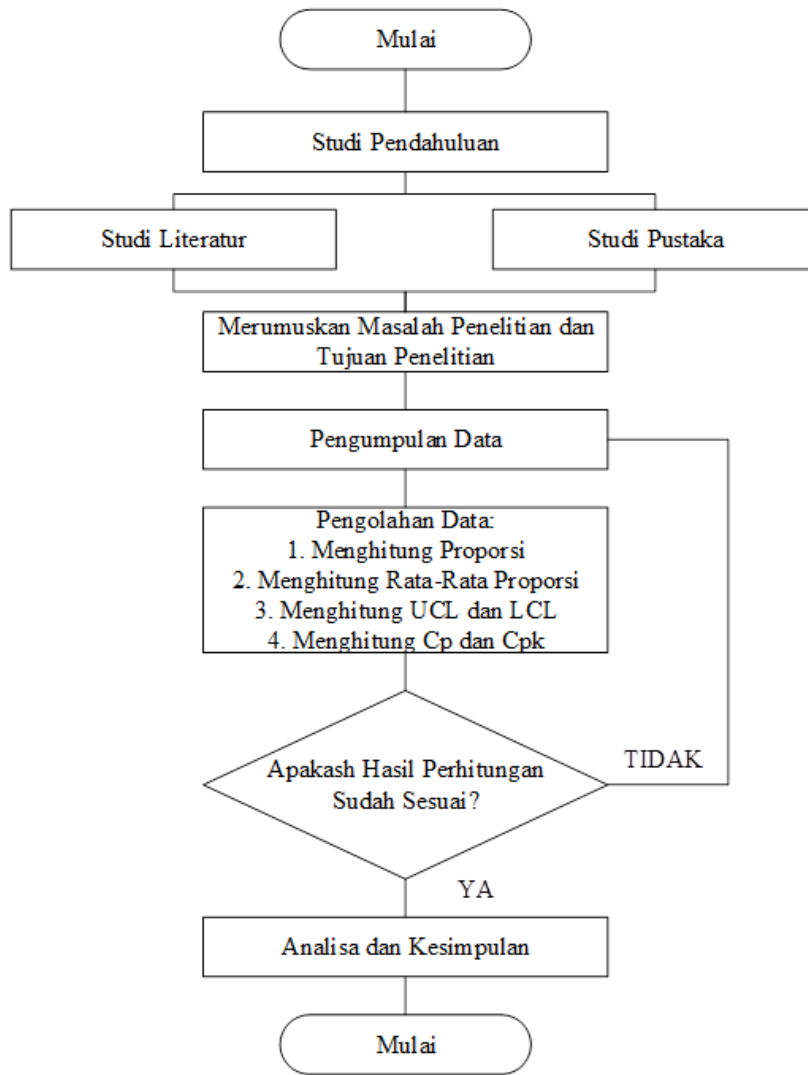 Mulai
Studi Pendahuluan
Studi Literatur
Studi Pustaka
Merumuskan Masalah Penelitian dan
Tujuan Penelitian
Pengumpulan Data
Pengolahan Data:
1. Menghitung Proporsi
2. Menghitung Rata-Rata Proporsi
3. Menghitung UCL dan LCL
4. Menghitung Cp dan Cpk
Apakash Hasil Perhitungan
Sudah Sesuai?
TIDAK
YA
Analisa dan Kesimpulan
Mulai